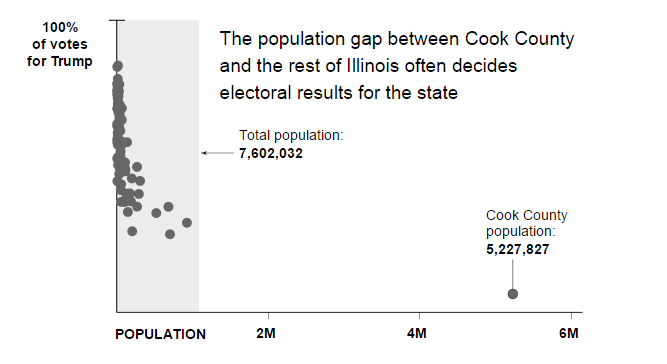 100%
of votes
for Trump
The population gap between Cook County
and the rest of Illinois often decides
electoral results for the state
Total population:
7,602,032
Cook County
population:
5,227,827
POPULATION
2M
4M
6M